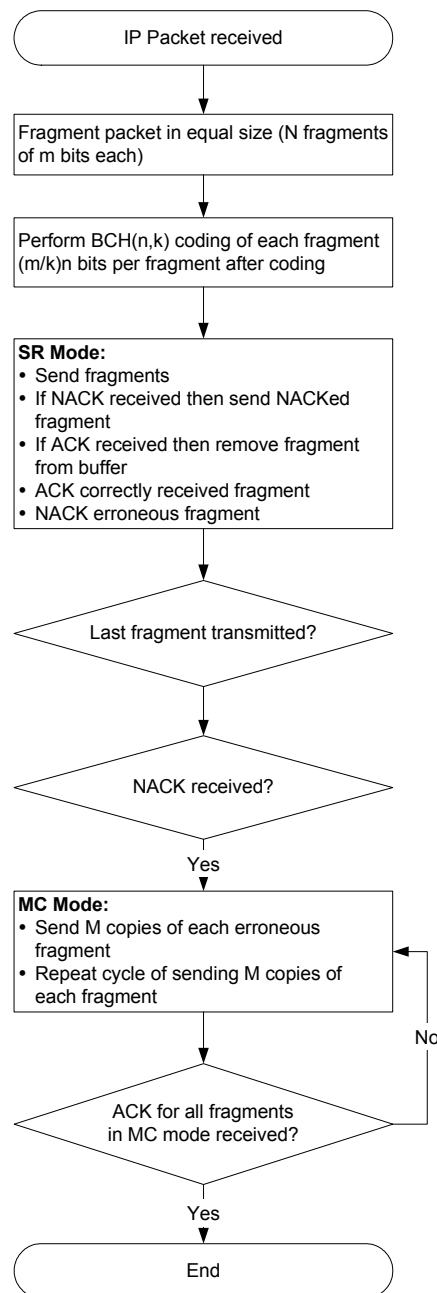 IP Packet received
Fragment packet in equal size (N fragments
of m bits each)
Perform BCH(n,k) coding of each fragment
(m/k)n bits per fragment after coding
SR Mode:
• Send fragments
• If NACK received then send NACKed
fragment
• If ACK received then remove fragment
from buffer
• ACK correctly received fragment
• NACK erroneous fragment
Last fragment transmitted?
NACK received?
Yes
MC Mode:
• Send M copies of each erroneous
fragment
• Repeat cycle of sending M copies of
each fragment
No
ACK for all fragments
in MC mode received?
Yes
End